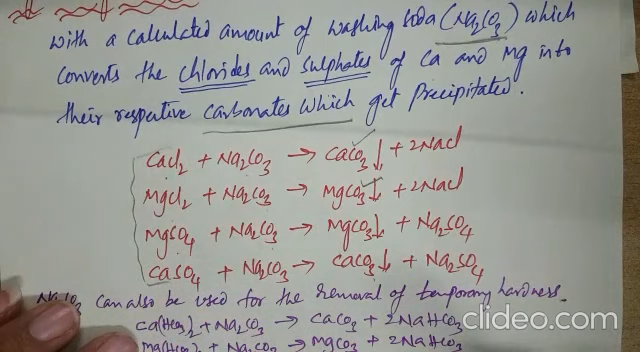 with a calculated amount of washing soda (Na2CO3) which
converts the chlorides and sulphates of Ca and Mg into
their respetive carbonates which get precipitated.
CaCl2 + Na2CO3 → CaCO3↓ + 2NaCl
MgCl2 + Na2CO3 → MgCO3↓ + 2NaCl
MgSO4 + Na2CO3 → MgCO3↓ + Na2SO4
CaSO4 + Na2CO3 → CaCO3↓ + Na2SO4
Na2CO3 can also be used for the removal of temporary hardness.
Ca(HCO3)2 + Na2CO3 → CaCO3 + 2NaHCO3
Mg(HCO3)2 + Na2CO3 → MgCO3 + 2NaHCO3
clideo.com